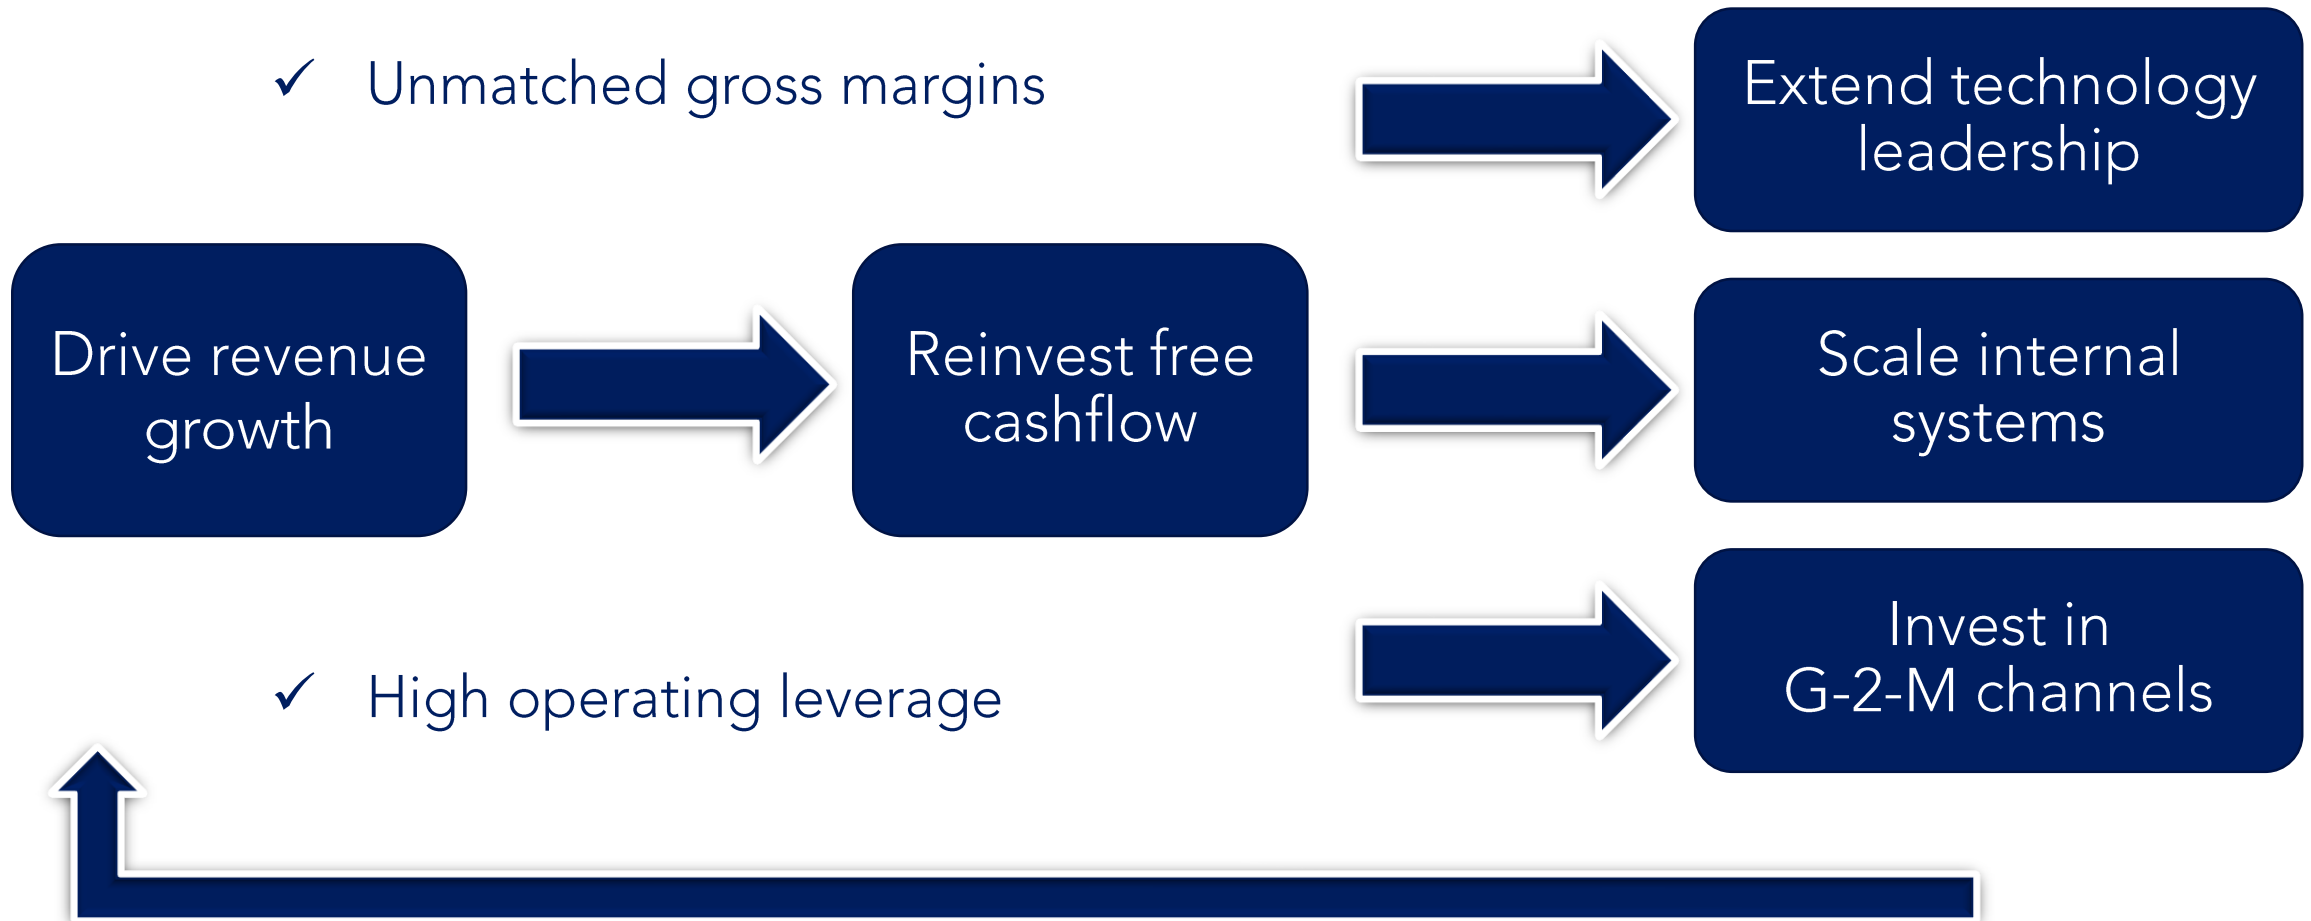 ✓ Unmatched gross margins
Extend technology
leadership
Drive revenue
growth
Reinvest free
cashflow
Scale internal
systems
✓ High operating leverage
Invest in
G-2-M channels